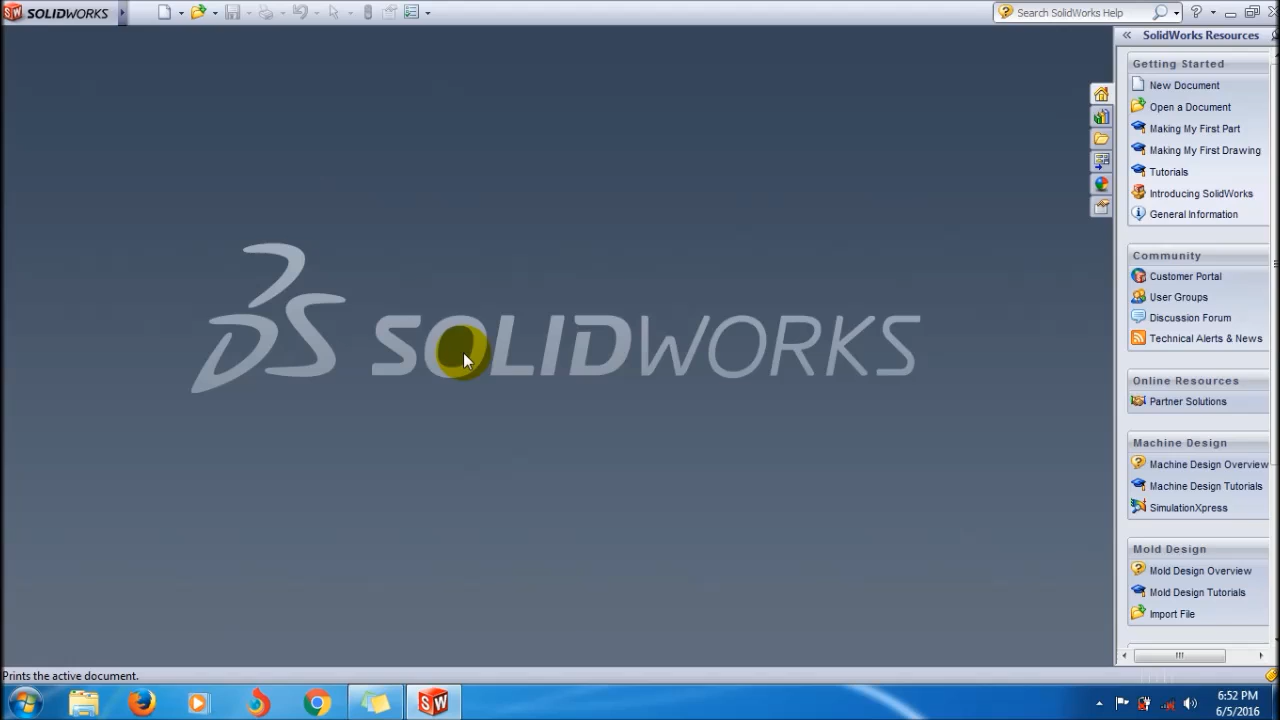 SOLIDWORKS
Search SolidWorks Help
SolidWorks Resources
Getting Started
New Document
Open a Document
Making My First Part
Making My First Drawing
Tutorials
Introducing SolidWorks
General Information
Community
Customer Portal
User Groups
Discussion Forum
Technical Alerts & News
SOLIDWORKS
Online Resources
Partner Solutions
Machine Design
Machine Design Overview
Machine Design Tutorials
SimulationXpress
Mold Design
Mold Design Overview
Mold Design Tutorials
Import File
Prints the active document.
6:52 PM
6/5/2016